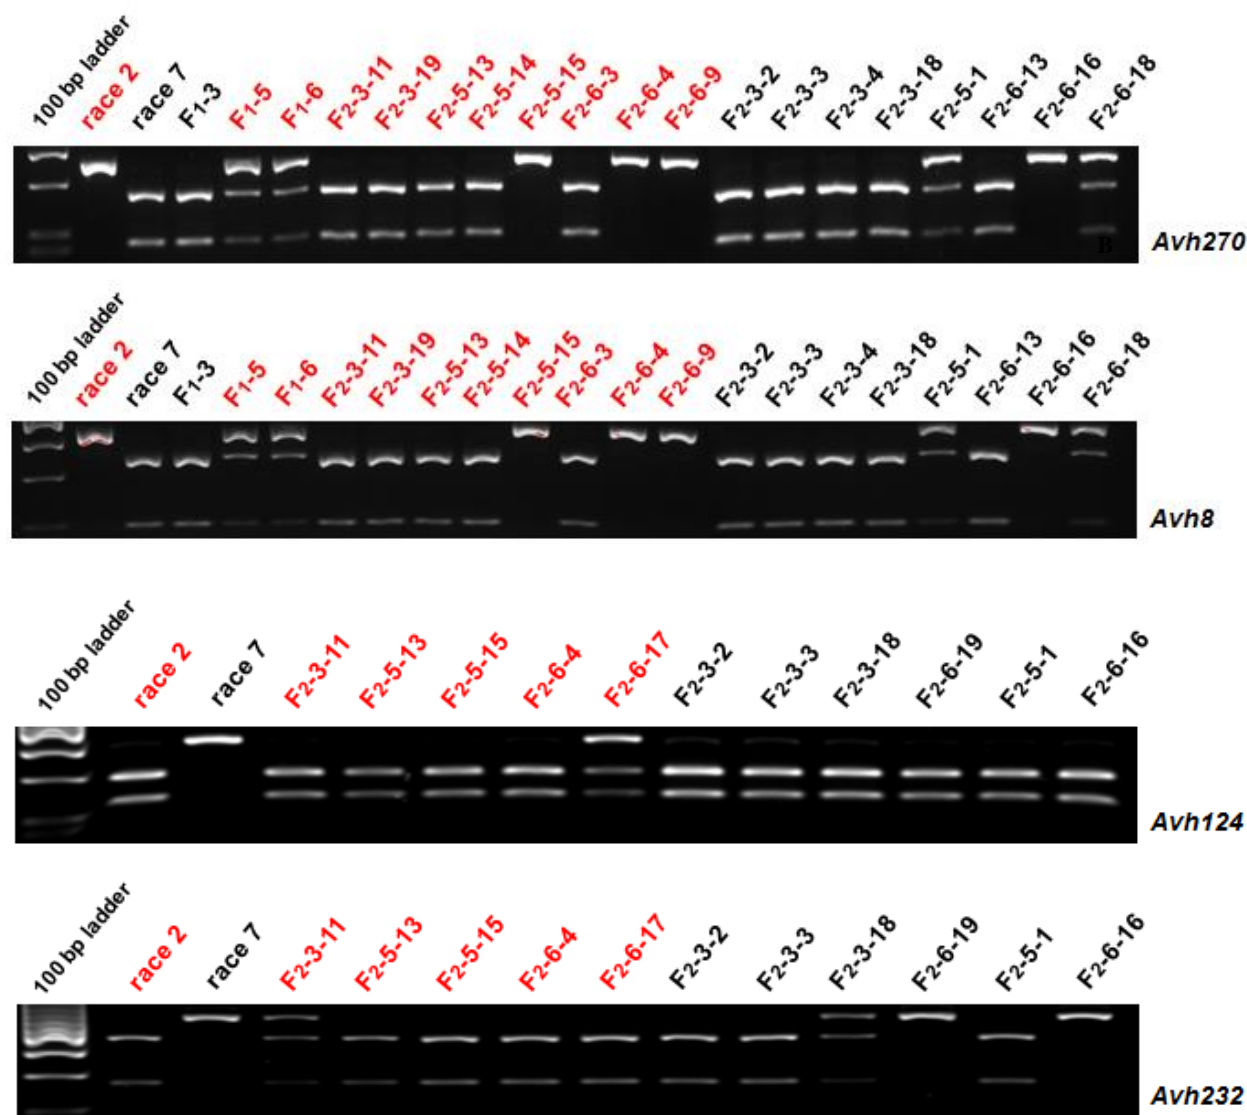 100 bp ladder
race 2
race 7
F1-3
F1-5
F1-6
F2-3-11
F2-3-19
F2-5-13
F2-5-14
F2-5-15
F2-6-3
F2-6-4
F2-6-9
F2-3-2
F2-3-3
F2-3-4
F2-3-18
F2-5-1
F2-6-13
F2-6-16
F2-6-18
B
Avh270
100 bp ladder
race 2
race 7
F1-3
F1-5
F1-6
F2-3-11
F2-3-19
F2-5-13
F2-5-14
F2-5-15
F2-6-3
F2-6-4
F2-6-9
F2-3-2
F2-3-3
F2-3-4
F2-3-18
F2-5-1
F2-6-13
F2-6-16
F2-6-18
Avh8
100 bp ladder
race 2
race 7
F2-3-11
F2-5-13
F2-5-15
F2-6-4
F2-6-17
F2-3-2
F2-3-3
F2-3-18
F2-6-19
F2-5-1
F2-6-16
Avh124
100 bp ladder
race 2
race 7
F2-3-11
F2-5-13
F2-5-15
F2-6-4
F2-6-17
F2-3-2
F2-3-3
F2-3-18
F2-6-19
F2-5-1
F2-6-16
Avh232